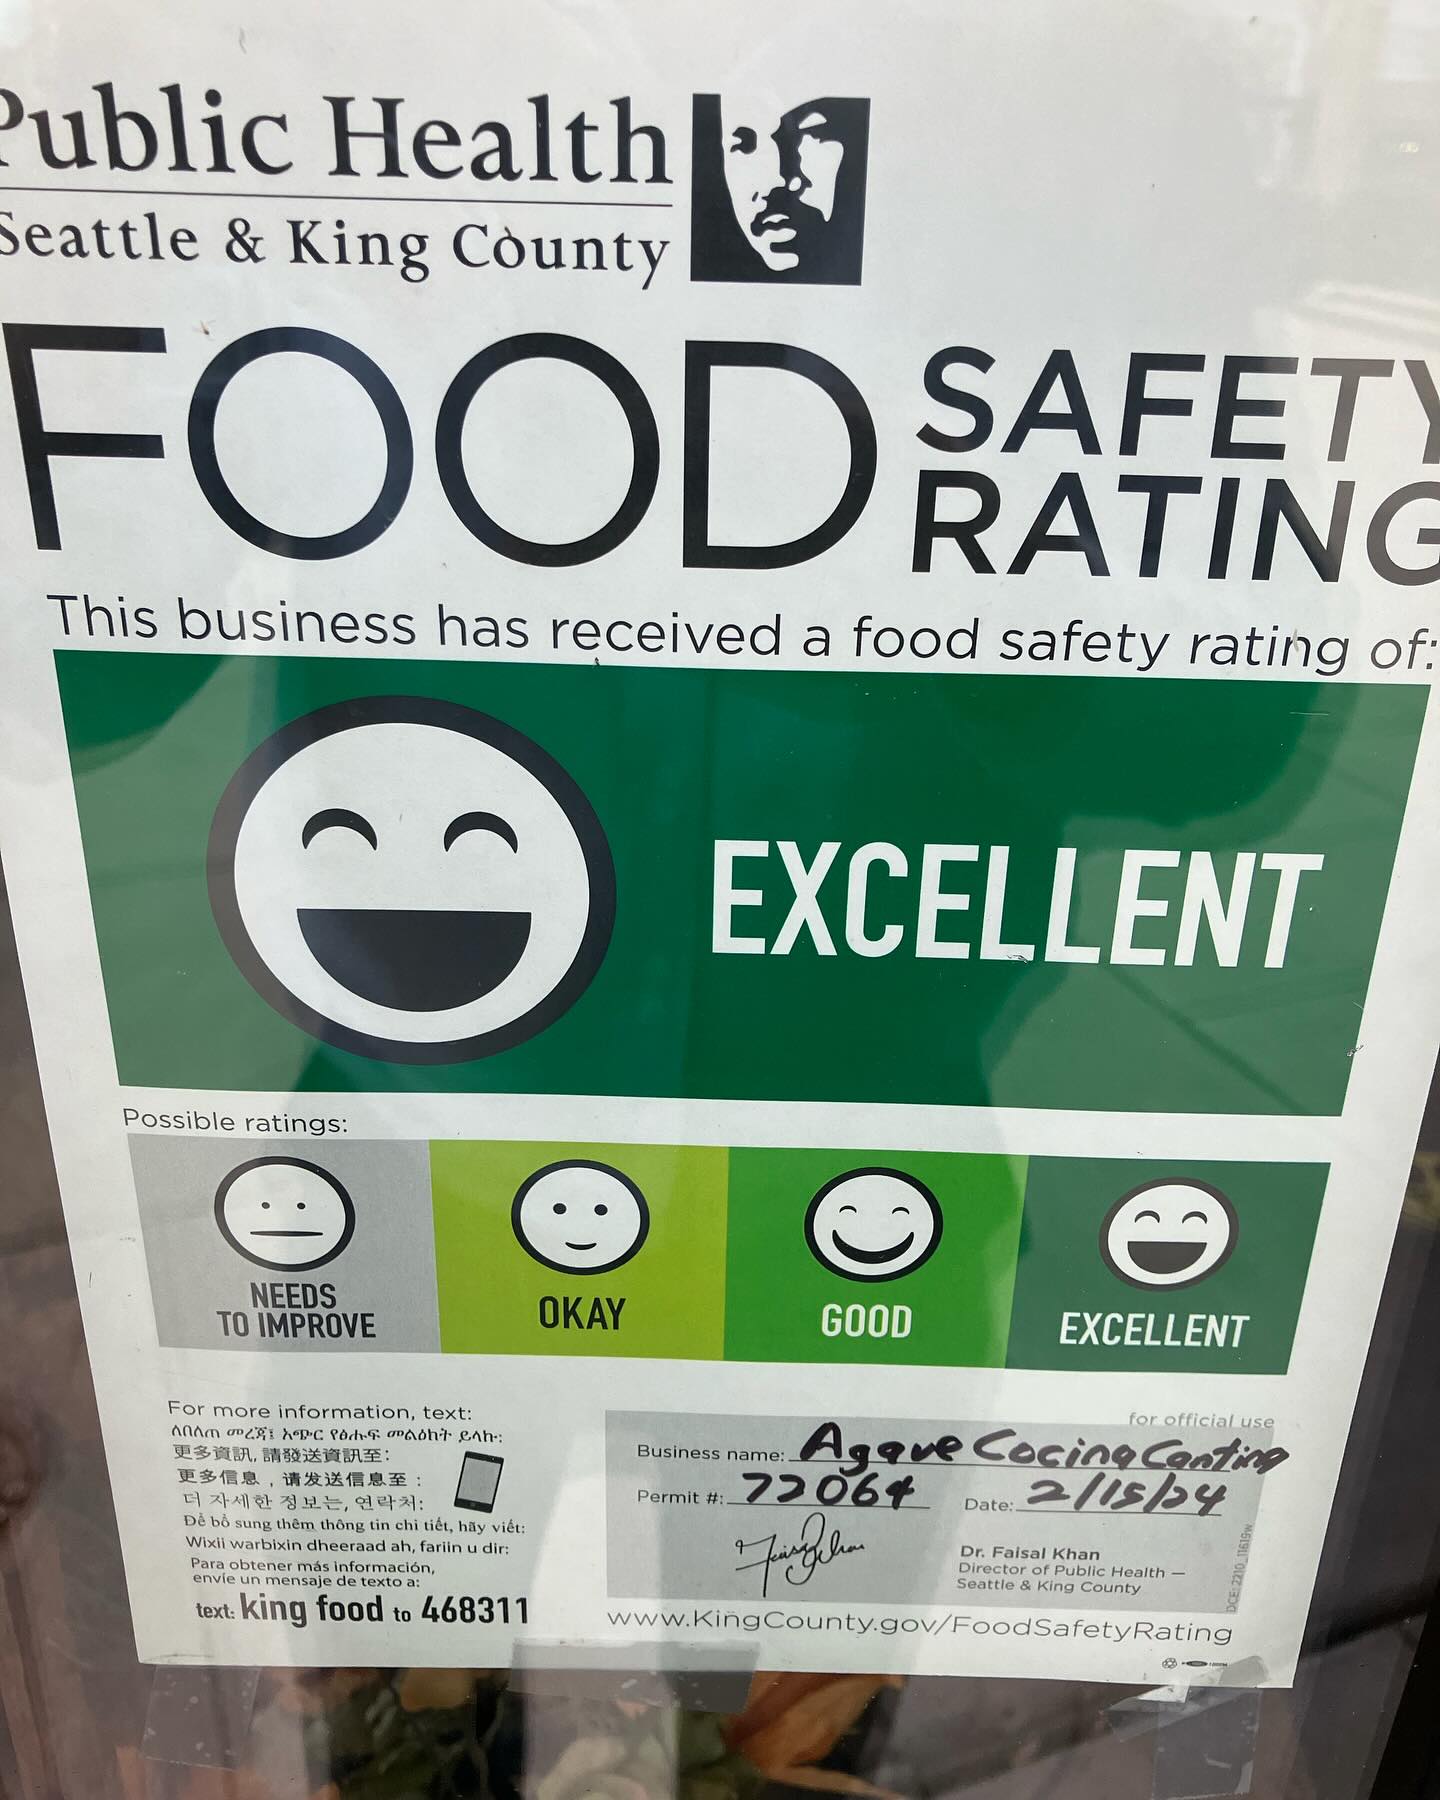 Public Health
Seattle & King County
FOOD SAFETY RATING
This business has received a food safety rating of:
EXCELLENT
Possible ratings:
NEEDS TO IMPROVE
OKAY
GOOD
EXCELLENT
For more information, text:
ለበለጠ መረጃ፤ አጭር የፅሑፍ መልዕክት ይላኩ:
更多資訊, 請發送資訊至:
更多信息，请发送信息至：
더 자세한 정보는, 연락처:
Để bổ sung thêm thông tin chi tiết, hãy viết:
Wixii warbixin dheeraad ah, fariin u dir:
Para obtener más información,
envíe un mensaje de texto a:
text: king food to 468311
for official use
Business name: Agave Cocina Cantina
Permit #: 72064 Date: 2/15/24
Dr. Faisal Khan
Director of Public Health —
Seattle & King County
www.KingCounty.gov/FoodSafetyRating